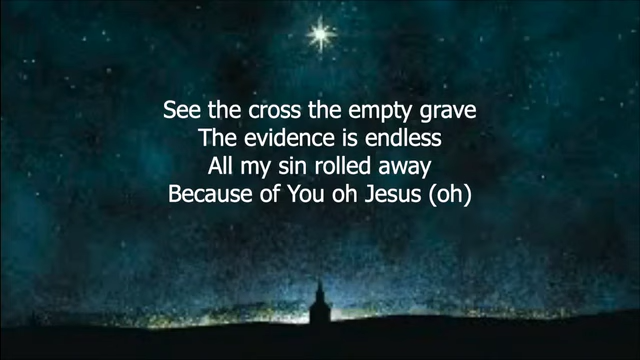 See the cross the empty grave
The evidence is endless
All my sin rolled away
Because of You oh Jesus (oh)